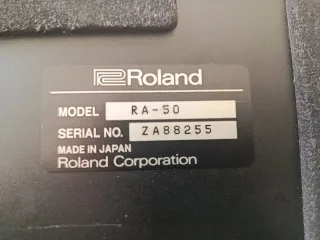 Roland
MODEL RA-50
SERIAL NO. ZA88255
MADE IN JAPAN
Roland Corporation